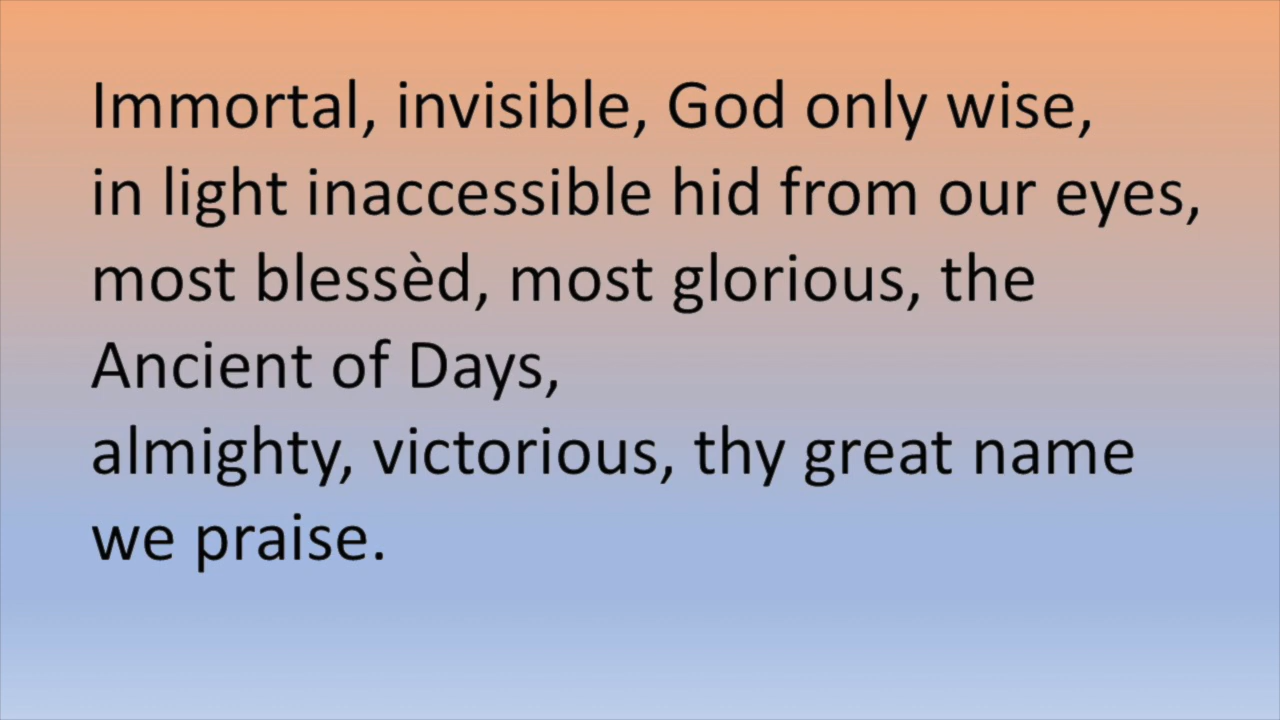 Immortal, invisible, God only wise,
in light inaccessible hid from our eyes,
most blessèd, most glorious, the
Ancient of Days,
almighty, victorious, thy great name
we praise.